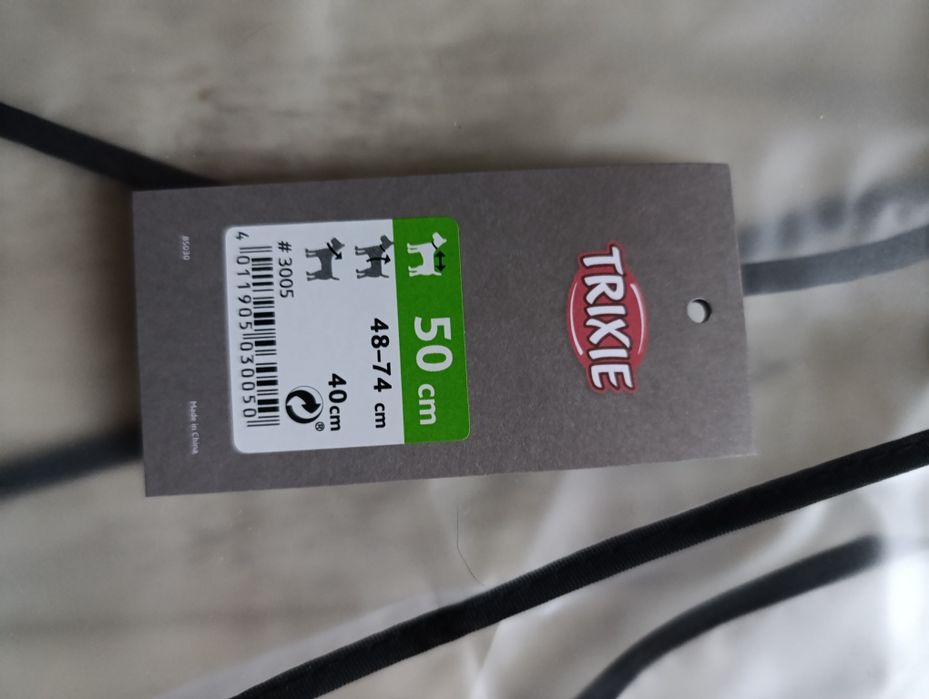 TRIXIE
50 cm
48–74 cm
40 cm
# 3005
®
4 011905 030050
85030
Made in China